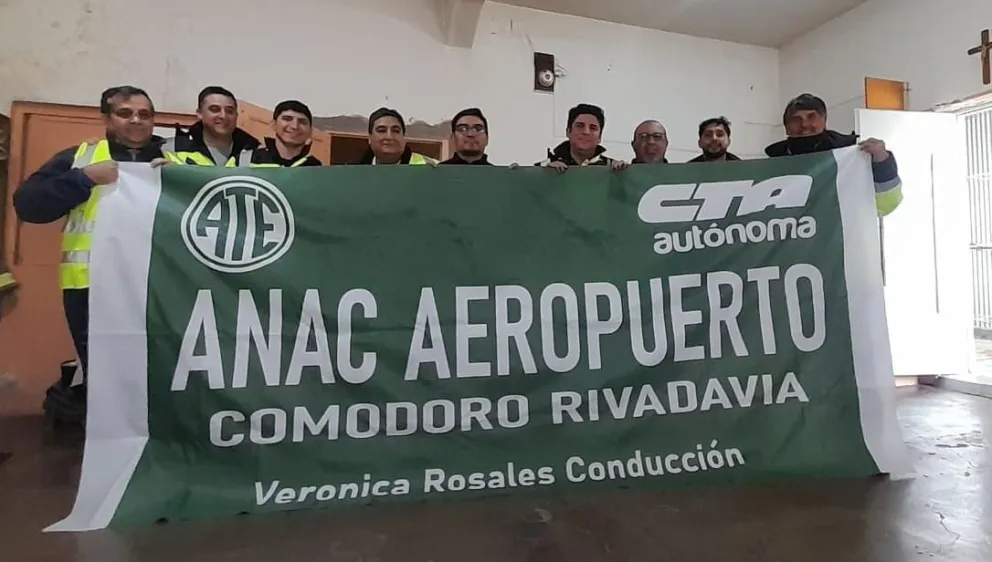 ATE
CTA
autónoma
ANAC AEROPUERTO
COMODORO RIVADAVIA
Veronica Rosales Conducción